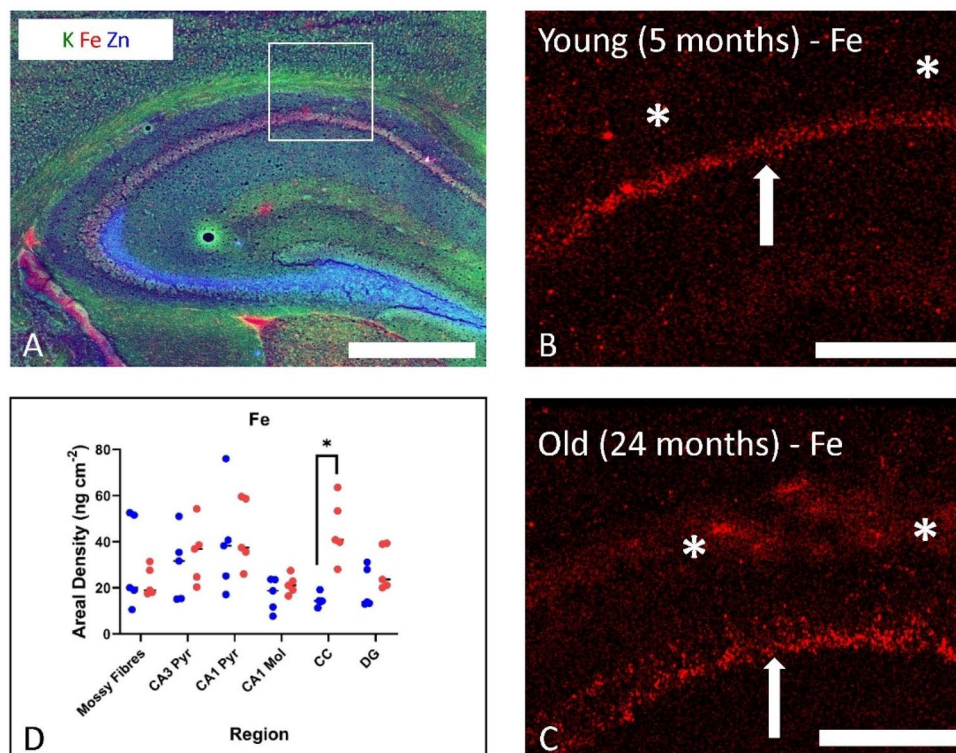 K Fe Zn
A
Young (5 months) - Fe
*
*
B
Old (24 months) - Fe
*
*
C
Fe
*
Areal Density (ng cm⁻²)
80
60
40
20
0
Mossy Fibres
CA3 Pyr
CA1 Pyr
CA1 Mol
CC
DG
Region
D